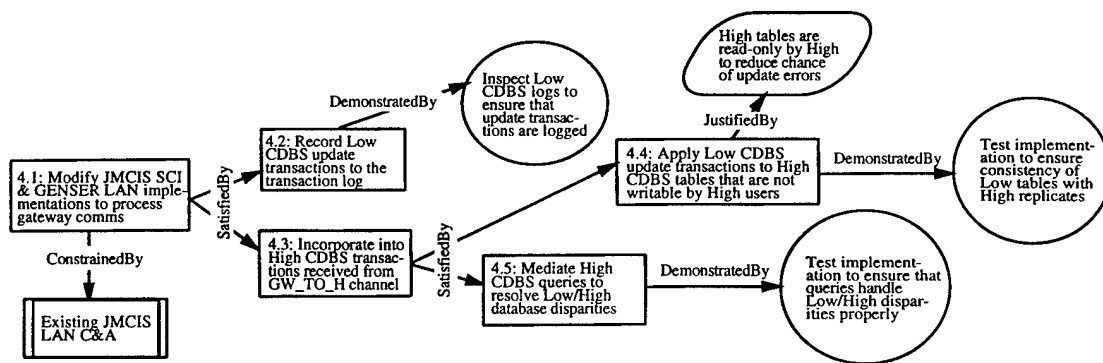 High tables are
read-only by High
to reduce chance
of update errors
Inspect Low
CDBS logs to
ensure that
update transac-
tions are logged
DemonstratedBy
JustifiedBy
4.2: Record Low
CDBS update
transactions to the
transaction log
4.4: Apply Low CDBS
update transactions to High
CDBS tables that are not
writable by High users
DemonstratedBy
Test implement-
ation to ensure
consistency of
Low tables with
High replicates
4.1: Modify JMCIS SCI
& GENSER LAN imple-
mentations to process
gateway comms
SatisfiedBy
ConstrainedBy
4.3: Incorporate into
High CDBS transac-
tions received from
GW_TO_H channel
SatisfiedBy
4.5: Mediate High
CDBS queries to
resolve Low/High
database disparities
DemonstratedBy
Test implement-
ation to ensure that
queries handle
Low/High dispar-
ities properly
Existing JMCIS
LAN C&A